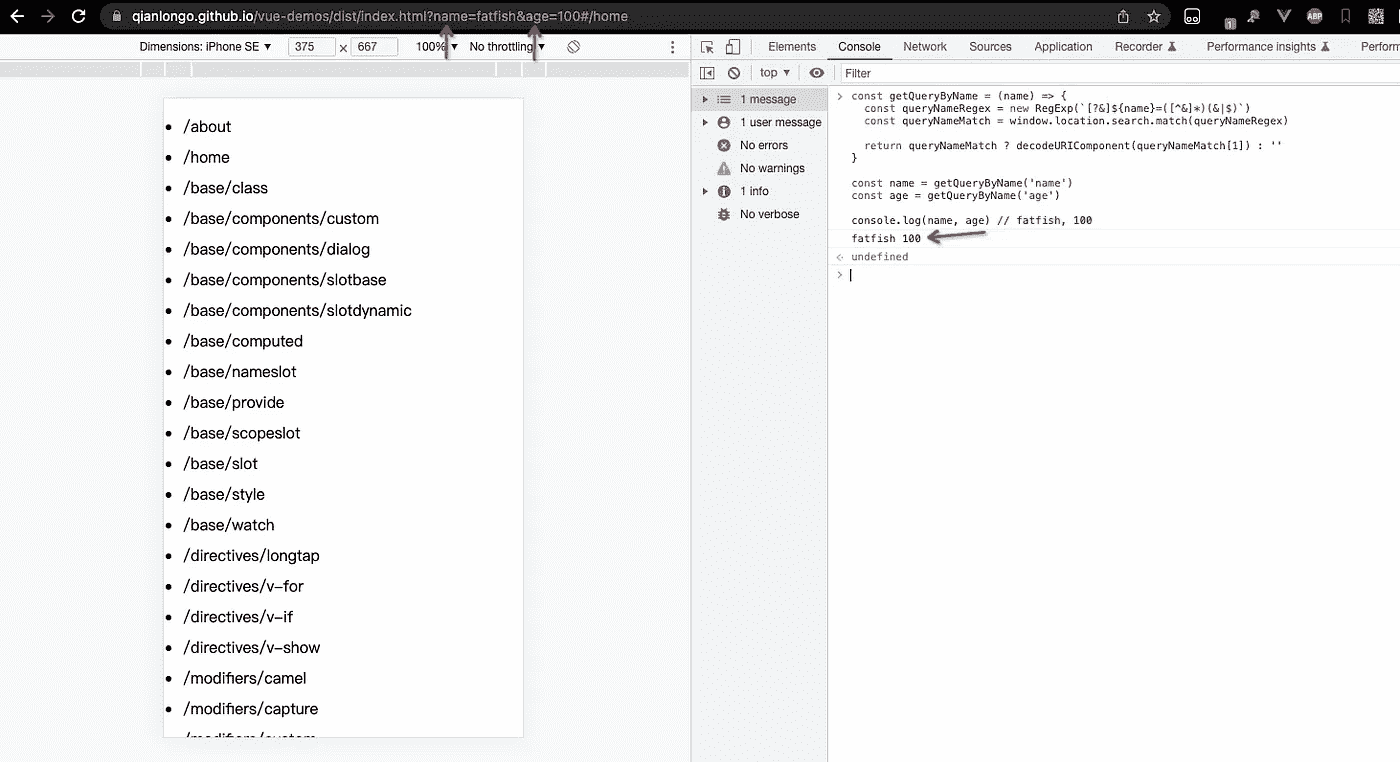 qianlongo.github.io/vue-demos/dist/index.html?name=fatfish&age=100#/home
1
ABP
Dimensions: iPhone SE ▼ 375 × 667 100% ▼ No throttling ▼
Elements Console Network Sources Application Recorder Performance insights Perform
top ▼ Filter
1 message
1 user message
No errors
No warnings
1 info
No verbose
/about
/home
/base/class
/base/components/custom
/base/components/dialog
/base/components/slotbase
/base/components/slotdynamic
/base/computed
/base/nameslot
/base/provide
/base/scopeslot
/base/slot
/base/style
/base/watch
/directives/longtap
/directives/v-for
/directives/v-if
/directives/v-show
/modifiers/camel
/modifiers/capture
/modifiers/custom
const getQueryByName = (name) => {
const queryNameRegex = new RegExp(`[?&]${name}=([^&]*)(&|$)`)
const queryNameMatch = window.location.search.match(queryNameRegex)
return queryNameMatch ? decodeURIComponent(queryNameMatch[1]) : ''
}
const name = getQueryByName('name')
const age = getQueryByName('age')
console.log(name, age) // fatfish, 100
fatfish 100
undefined